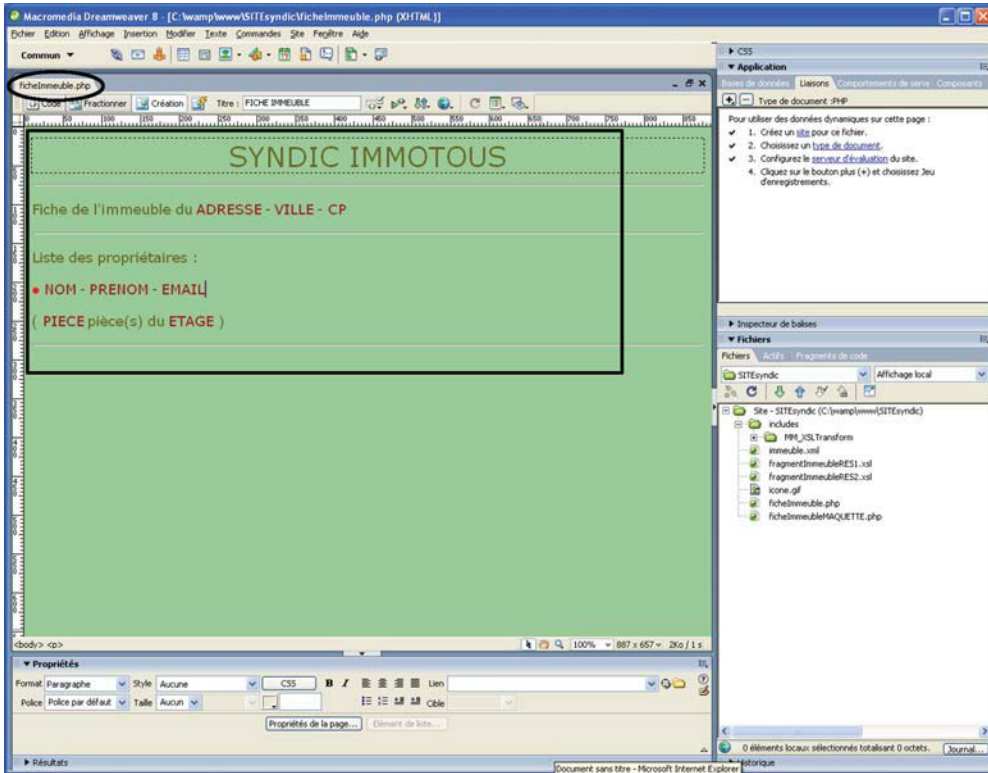 Macromedia Dreamweaver 8 - [C:\wamp\www\SITEsyndic\ficheImmeuble.php (XHTML)]
Fichier Edition Affichage Insertion Modifier Texte Commandes Site Fenêtre Aide
Commun
ficheImmeuble.php
Code Fractionner Création Titre : FICHE IMMEUBLE
SYNDIC IMMOTOUS
Fiche de l'immeuble du ADRESSE - VILLE - CP
Liste des propriétaires :
NOM - PRENOM - EMAIL
( PIECE pièce(s) du ETAGE )
<body> <p>
100% 887 x 657 2Ko / 1 s
Propriétés
Format Paragraphe Style Aucune CSS B I Lien
Police Police par défaut Taille Aucun Cible
Propriétés de la page... Elément de liste...
Résultats
Document sans titre - Microsoft Internet Explorer
CSS
Application
Bases de données Liaisons Comportements de serve Composants
Type de document :PHP
Pour utiliser des données dynamiques sur cette page :
1. Créez un site pour ce fichier.
2. Choisissez un type de document.
3. Configurez le serveur d'évaluation du site.
4. Cliquez sur le bouton plus (+) et choisissez Jeu
d'enregistrements.
Inspecteur de balises
Fichiers
Fichiers Actifs Fragments de code
SITEsyndic Affichage local
Site - SITEsyndic (C:\wamp\www\SITEsyndic)
includes
MM_XSLTransform
immeuble.xml
fragmentImmeubleRES1.xsl
fragmentImmeubleRES2.xsl
icone.gif
ficheImmeuble.php
ficheImmeubleMAQUETTE.php
0 éléments locaux sélectionnés totalisant 0 octets. Journal...
Historique